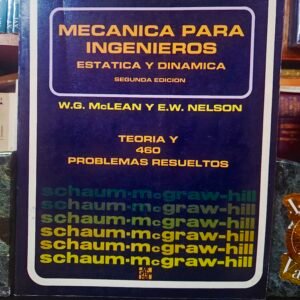 MECANICA PARA
INGENIEROS
ESTATICA Y DINAMICA
SEGUNDA EDICION
W.G. McLEAN Y E.W. NELSON
TEORIA Y
460
PROBLEMAS RESUELTOS
schaum·mcgraw-hill
schaum·mcgraw-hill
schaum·mcgraw-hill
schaum·mcgraw-hill
schaum·mcgraw-hill
schaum·mcgraw-hill